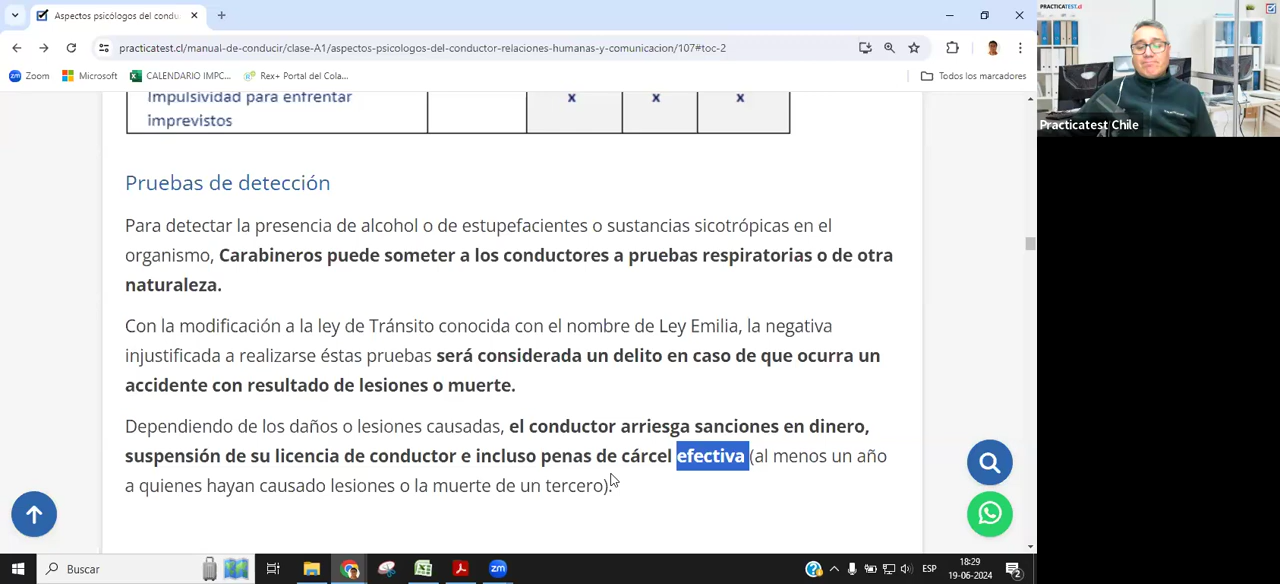 Aspectos psicólogos del condu.
practicatest.cl/manual-de-conducir/clase-A1/aspectos-psicologos-del-conductor-relaciones-humanas-y-comunicacion/107#toc-2
Zoom
Microsoft
CALENDARIO IMPC...
Rex+ Portal del Cola...
Todos los marcadores
PRACTICATEST.cl
Practicatest Chile
Impulsividad para enfrentar x x x
imprevistos
Pruebas de detección
Para detectar la presencia de alcohol o de estupefacientes o sustancias sicotrópicas en el
organismo, Carabineros puede someter a los conductores a pruebas respiratorias o de otra
naturaleza.
Con la modificación a la ley de Tránsito conocida con el nombre de Ley Emilia, la negativa
injustificada a realizarse éstas pruebas será considerada un delito en caso de que ocurra un
accidente con resultado de lesiones o muerte.
Dependiendo de los daños o lesiones causadas, el conductor arriesga sanciones en dinero,
suspensión de su licencia de conductor e incluso penas de cárcel efectiva (al menos un año
a quienes hayan causado lesiones o la muerte de un tercero).
Buscar
zm
ESP
18:29
19-06-2024
2